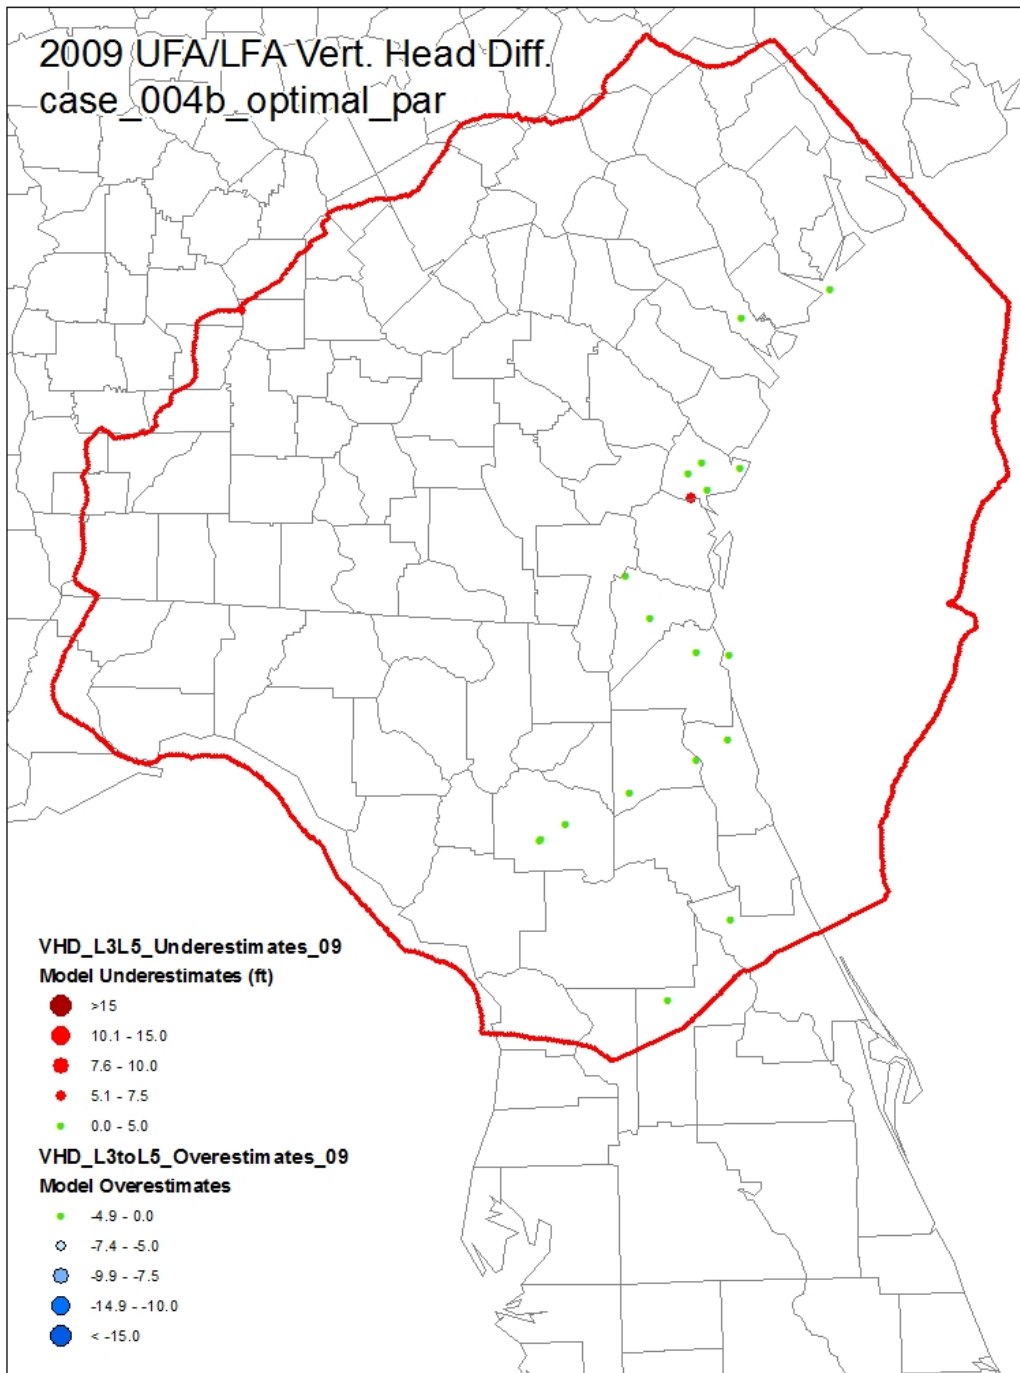 2009 UFA/LFA Vert. Head Diff.
case_004b_optimal_par
VHD_L3L5_Underestimates_09
Model Underestimates (ft)
>15
10.1 - 15.0
7.6 - 10.0
5.1 - 7.5
0.0 - 5.0
VHD_L3toL5_Overestimates_09
Model Overestimates
-4.9 - 0.0
-7.4 - -5.0
-9.9 - -7.5
-14.9 - -10.0
< -15.0